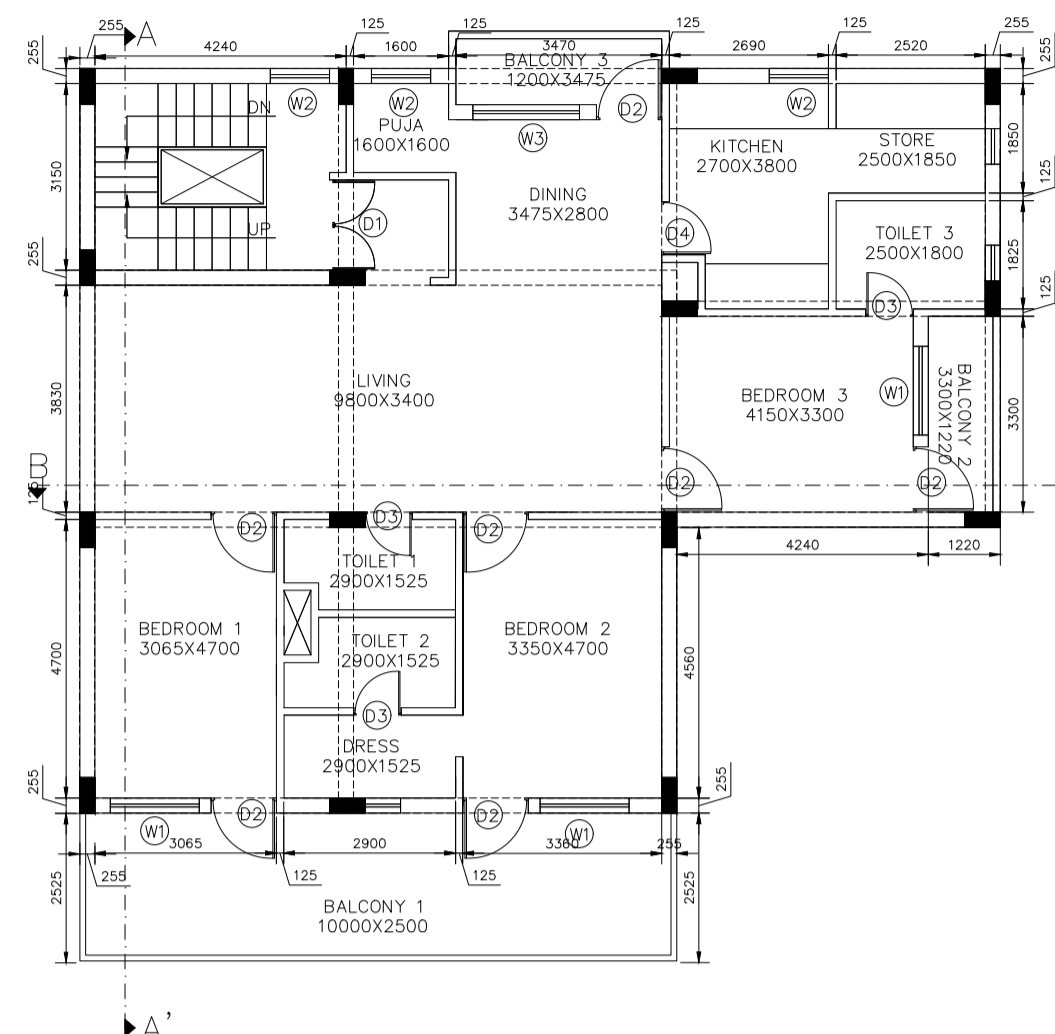 255
A
125
125
125
125
255
255
4240
1600
3470
2690
2520
255
BALCONY 3
1200X3475
W2
W2
D2
W2
DN
PUJA
1600X1600
W3
KITCHEN
2700X3800
STORE
2500X1850
1850
3150
DINING
3475X2800
125
UP
D1
D4
TOILET 3
2500X1800
1825
255
D3
125
LIVING
9800X3400
3830
BEDROOM 3
4150X3300
W1
BALCONY 2
3300X1220
3300
B
125
D2
D2
D2
D3
D2
4240
1220
TOILET 1
2900X1525
BEDROOM 1
3065X4700
TOILET 2
2900X1525
BEDROOM 2
3350X4700
4700
4560
D3
DRESS
2900X1525
255
255
D2
D2
W1
W1
3065
2900
3360
255
255
125
125
2525
2525
BALCONY 1
10000X2500
A'